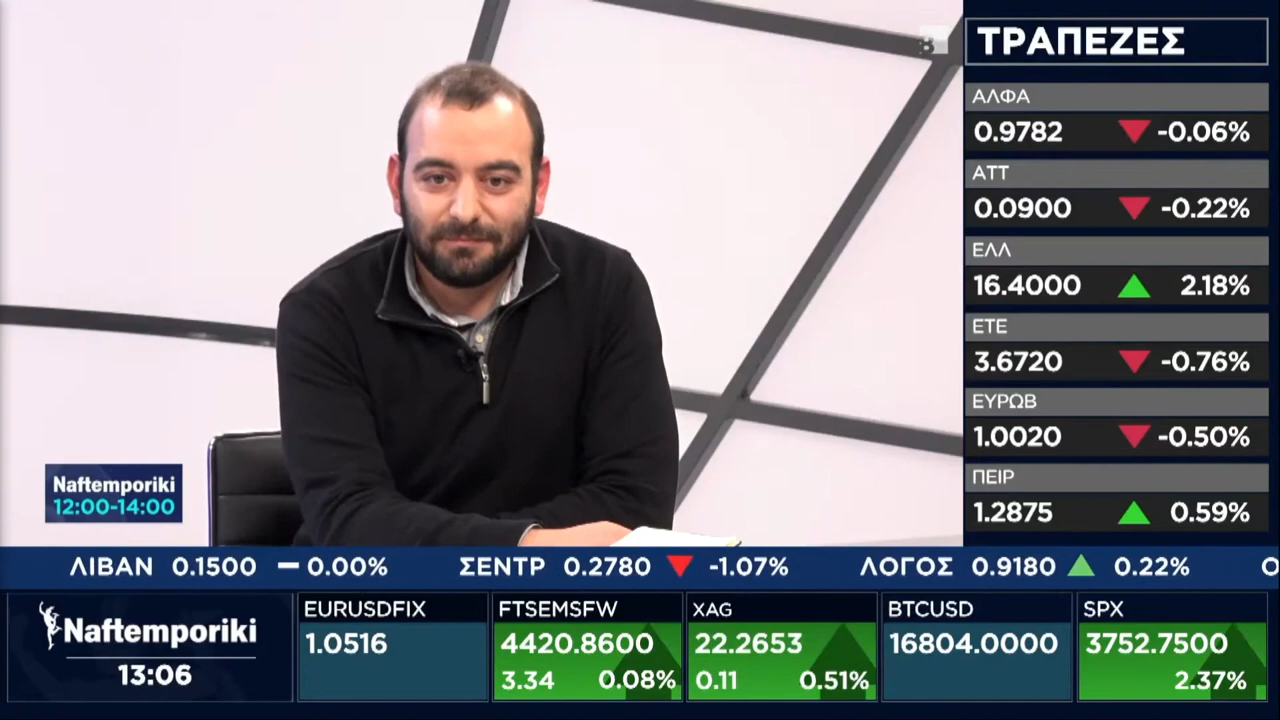 ΤΡΑΠΕΖΕΣ
ΑΛΦΑ
0.9782 -0.06%
ΑΤΤ
0.0900 -0.22%
ΕΛΛ
16.4000 2.18%
ΕΤΕ
3.6720 -0.76%
ΕΥΡΩΒ
1.0020 -0.50%
ΠΕΙΡ
1.2875 0.59%
Naftemporiki
12:00-14:00
ΛΙΒΑΝ 0.1500 0.00% ΣΕΝΤΡ 0.2780 -1.07% ΛΟΓΟΣ 0.9180 0.22%
Naftemporiki
13:06
EURUSDFIX
1.0516
FTSEMSFW
4420.8600
3.34 0.08%
XAG
22.2653
0.11 0.51%
BTCUSD
16804.0000
SPX
3752.7500
2.37%